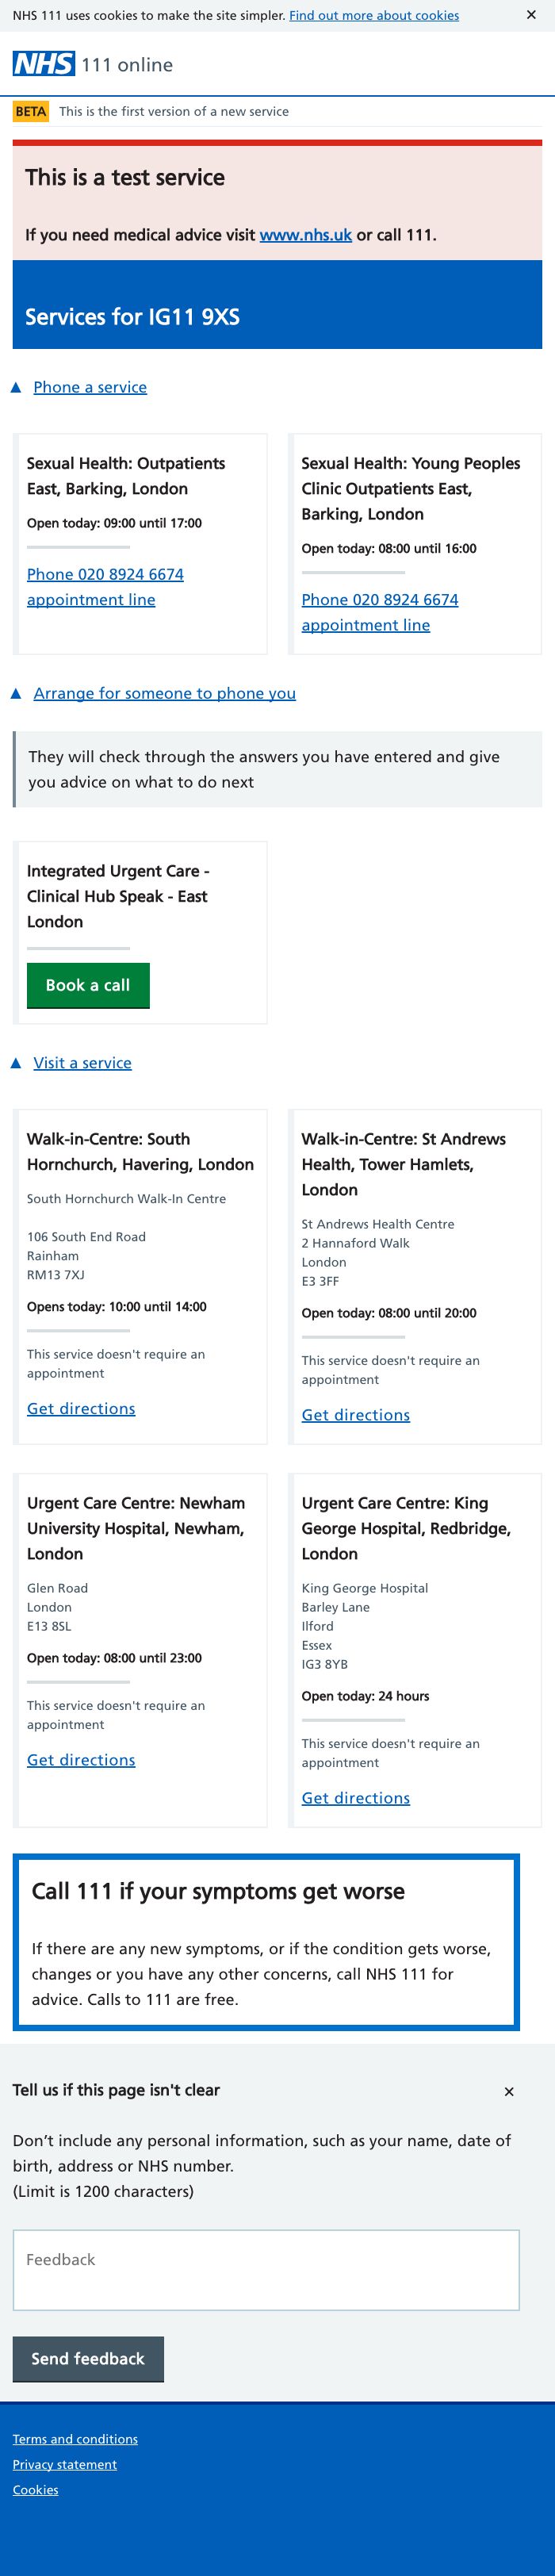 NHS 111 uses cookies to make the site simpler. Find out more about cookies ×
NHS 111 online
BETA This is the first version of a new service
This is a test service
If you need medical advice visit www.nhs.uk or call 111.
Services for IG11 9XS
▲ Phone a service
Sexual Health: Outpatients
East, Barking, London
Open today: 09:00 until 17:00
Phone 020 8924 6674
appointment line
Sexual Health: Young Peoples
Clinic Outpatients East,
Barking, London
Open today: 08:00 until 16:00
Phone 020 8924 6674
appointment line
▲ Arrange for someone to phone you
They will check through the answers you have entered and give
you advice on what to do next
Integrated Urgent Care -
Clinical Hub Speak - East
London
Book a call
▲ Visit a service
Walk-in-Centre: South
Hornchurch, Havering, London
South Hornchurch Walk-In Centre
106 South End Road
Rainham
RM13 7XJ
Opens today: 10:00 until 14:00
This service doesn't require an
appointment
Get directions
Walk-in-Centre: St Andrews
Health, Tower Hamlets,
London
St Andrews Health Centre
2 Hannaford Walk
London
E3 3FF
Open today: 08:00 until 20:00
This service doesn't require an
appointment
Get directions
Urgent Care Centre: Newham
University Hospital, Newham,
London
Glen Road
London
E13 8SL
Open today: 08:00 until 23:00
This service doesn't require an
appointment
Get directions
Urgent Care Centre: King
George Hospital, Redbridge,
London
King George Hospital
Barley Lane
Ilford
Essex
IG3 8YB
Open today: 24 hours
This service doesn't require an
appointment
Get directions
Call 111 if your symptoms get worse
If there are any new symptoms, or if the condition gets worse,
changes or you have any other concerns, call NHS 111 for
advice. Calls to 111 are free.
Tell us if this page isn't clear ×
Don’t include any personal information, such as your name, date of
birth, address or NHS number.
(Limit is 1200 characters)
Feedback
Send feedback
Terms and conditions
Privacy statement
Cookies